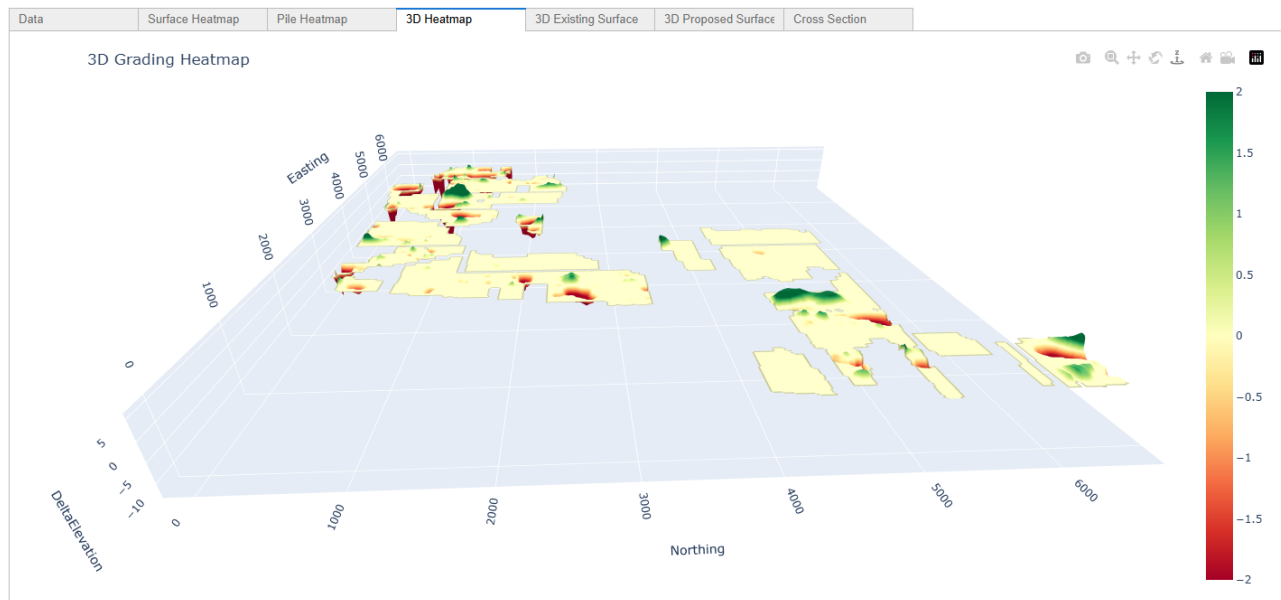 Data
Surface Heatmap
Pile Heatmap
3D Heatmap
3D Existing Surface
3D Proposed Surface
Cross Section
3D Grading Heatmap
z
2
1.5
1
0.5
0
−0.5
−1
−1.5
−2
Easting
6000
5000
4000
3000
2000
1000
0
DeltaElevation
5
0
−5
−10
Northing
0
1000
2000
3000
4000
5000
6000